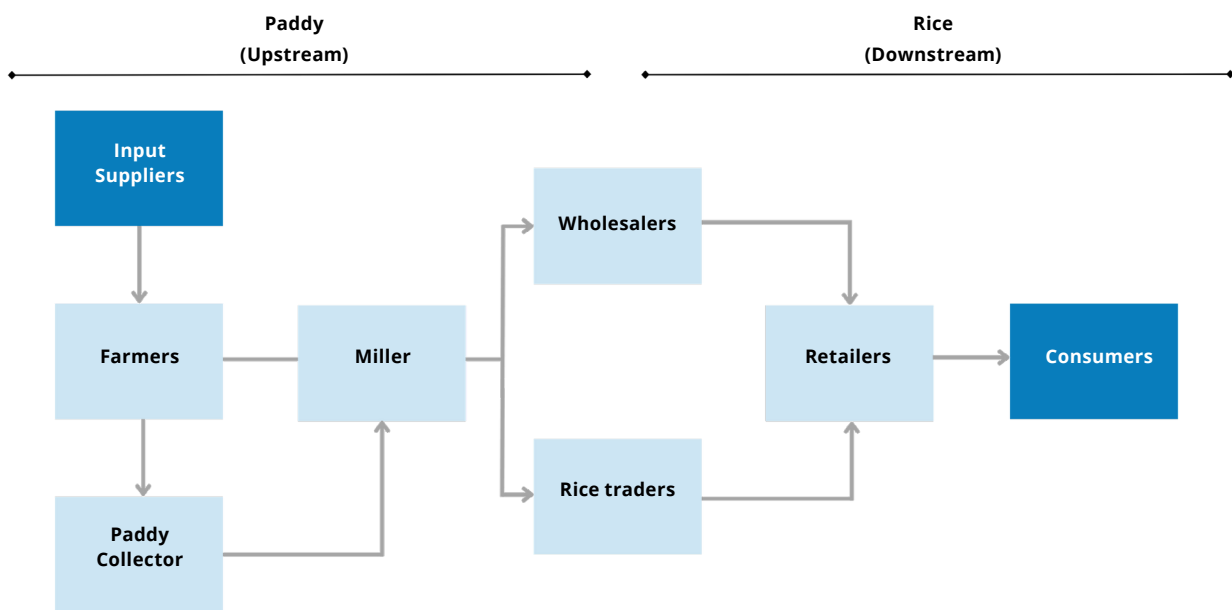 Paddy
(Upstream)
Rice
(Downstream)
Input
Suppliers
Wholesalers
Farmers
Miller
Retailers
Consumers
Rice traders
Paddy
Collector